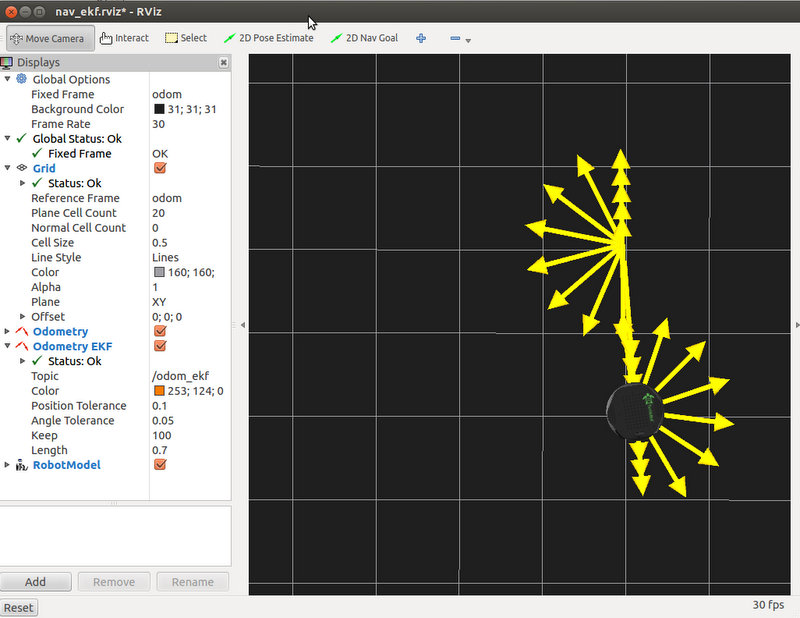 nav_ekf.rviz* - RViz
Move Camera Interact Select 2D Pose Estimate 2D Nav Goal
Displays
Global Options
Fixed Frame odom
Background Color 31; 31; 31
Frame Rate 30
Global Status: Ok
Fixed Frame OK
Grid
Status: Ok
Reference Frame odom
Plane Cell Count 20
Normal Cell Count 0
Cell Size 0.5
Line Style Lines
Color 160; 160;
Alpha 1
Plane XY
Offset 0; 0; 0
Odometry
Odometry EKF
Status: Ok
Topic /odom_ekf
Color 253; 124; 0
Position Tolerance 0.1
Angle Tolerance 0.05
Keep 100
Length 0.7
RobotModel
Add Remove Rename
Reset 30 fps